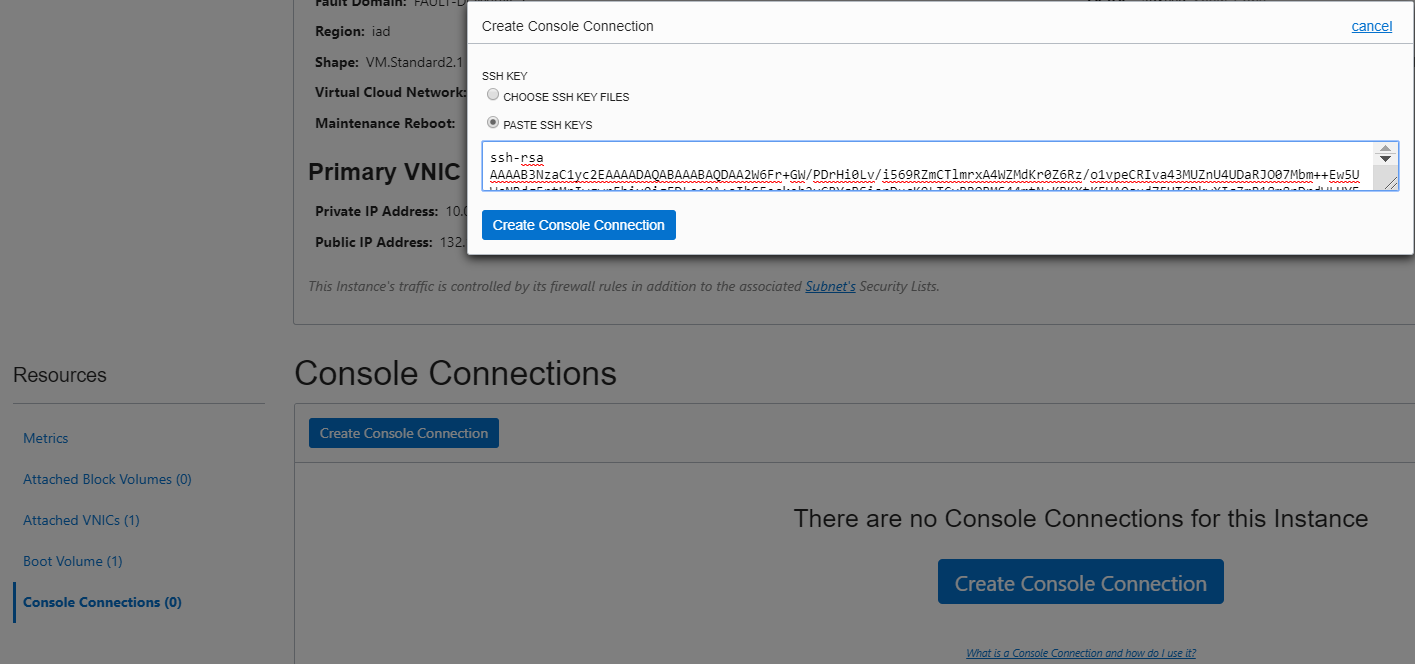 Create Console Connection
cancel
SSH KEY
CHOOSE SSH KEY FILES
PASTE SSH KEYS
ssh-rsa
AAAAB3NzaC1yc2EAAAADAQABAAABAQDAA2W6Fr+GW/PDrHi0Lv/i569RZmCTlmrxA4WZMdKr0Z6Rz/o1vpeCRIva43MUZnU4UDaRJO07Mbm++Ew5U
Create Console Connection
Fault Domain:
Region: iad
Shape: VM.Standard2.1
Virtual Cloud Network:
Maintenance Reboot:
Primary VNIC
Private IP Address: 10.
Public IP Address: 132.
This Instance's traffic is controlled by its firewall rules in addition to the associated Subnet's Security Lists.
Resources
Metrics
Attached Block Volumes (0)
Attached VNICs (1)
Boot Volume (1)
Console Connections (0)
Console Connections
Create Console Connection
There are no Console Connections for this Instance
Create Console Connection
What is a Console Connection and how do I use it?